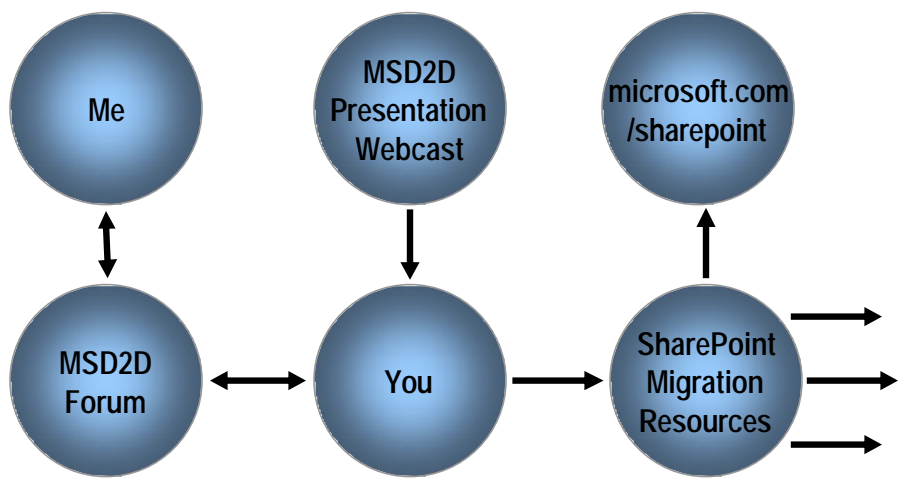 Me
MSD2D
Presentation
Webcast
microsoft.com
/sharepoint
MSD2D
Forum
You
SharePoint
Migration
Resources